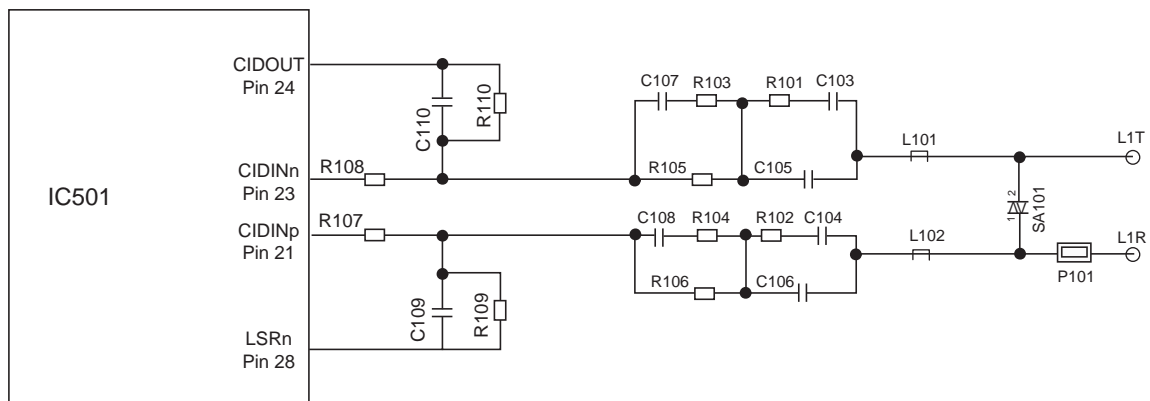 CIDOUT
Pin 24
C110
R110
C107 R103 R101 C103
L101 L1T
CIDINn
Pin 23
R108
R105 C105
IC501
2
1
SA101
CIDINp
Pin 21
R107
C108 R104 R102 C104
L102 L1R
R106 C106
P101
C109
R109
LSRn
Pin 28